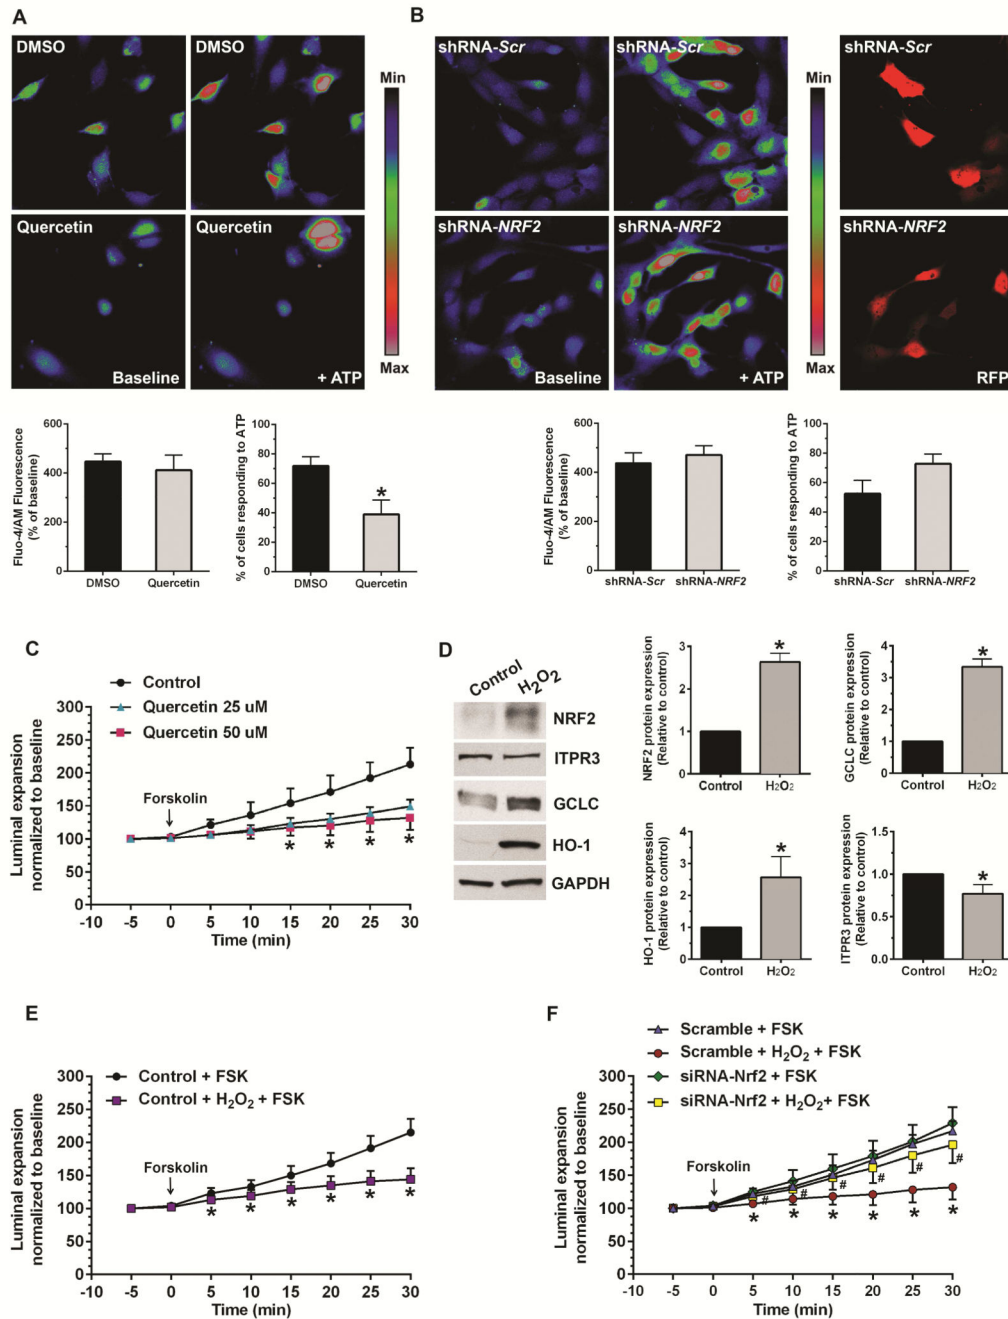 A
DMSO
DMSO
Min
Quercetin
Quercetin
Baseline
+ ATP
Max
600
400
200
0
Fluo-4/AM Fluorescence
(% of baseline)
DMSO
Quercetin
100
80
60
40
20
0
% of cells responding to ATP
*
DMSO
Quercetin
B
shRNA-Scr
shRNA-Scr
Min
shRNA-Scr
shRNA-NRF2
shRNA-NRF2
shRNA-NRF2
Baseline
+ ATP
Max
RFP
600
400
200
0
Fluo-4/AM Fluorescence
(% of baseline)
shRNA-Scr
shRNA-NRF2
100
80
60
40
20
0
% of cells responding to ATP
shRNA-Scr
shRNA-NRF2
C
Control
Quercetin 25 uM
Quercetin 50 uM
300
250
200
150
100
50
0
Luminal expansion
normalized to baseline
Forskolin
* * * *
-10 -5 0 5 10 15 20 25 30
Time (min)
D
Control
H2O2
NRF2
ITPR3
GCLC
HO-1
GAPDH
3
2
1
0
NRF2 protein expression
(Relative to control)
*
Control
H2O2
4
3
2
1
0
GCLC protein expression
(Relative to control)
*
Control
H2O2
4
3
2
1
0
HO-1 protein expression
(Relative to control)
*
Control
H2O2
1.5
1.0
0.5
0.0
ITPR3 protein expression
(Relative to control)
*
Control
H2O2
E
Control + FSK
Control + H2O2 + FSK
300
250
200
150
100
50
0
Luminal expansion
normalized to baseline
Forskolin
* * * * * *
-10 -5 0 5 10 15 20 25 30
Time (min)
F
Scramble + FSK
Scramble + H2O2 + FSK
siRNA-Nrf2 + FSK
siRNA-Nrf2 + H2O2 + FSK
300
250
200
150
100
50
0
Luminal expansion
normalized to baseline
Forskolin
# # # # # #
* * * * * *
-10 -5 0 5 10 15 20 25 30
Time (min)